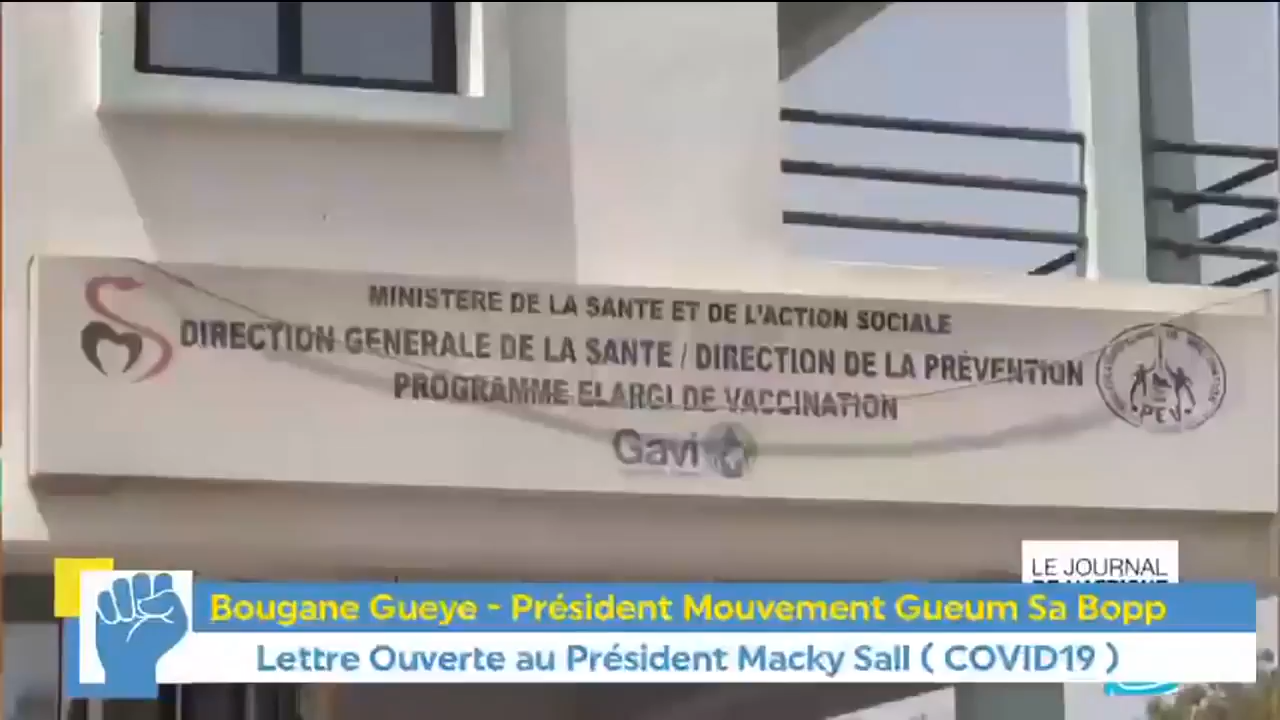 MINISTERE DE LA SANTE ET DE L'ACTION SOCIALE
DIRECTION GENERALE DE LA SANTE / DIRECTION DE LA PRÉVENTION
PROGRAMME ELARGI DE VACCINATION
Gavi
PEV
LE JOURNAL
DE L'AFRIQUE
Bougane Gueye - Président Mouvement Gueum Sa Bopp
Lettre Ouverte au Président Macky Sall ( COVID19 )